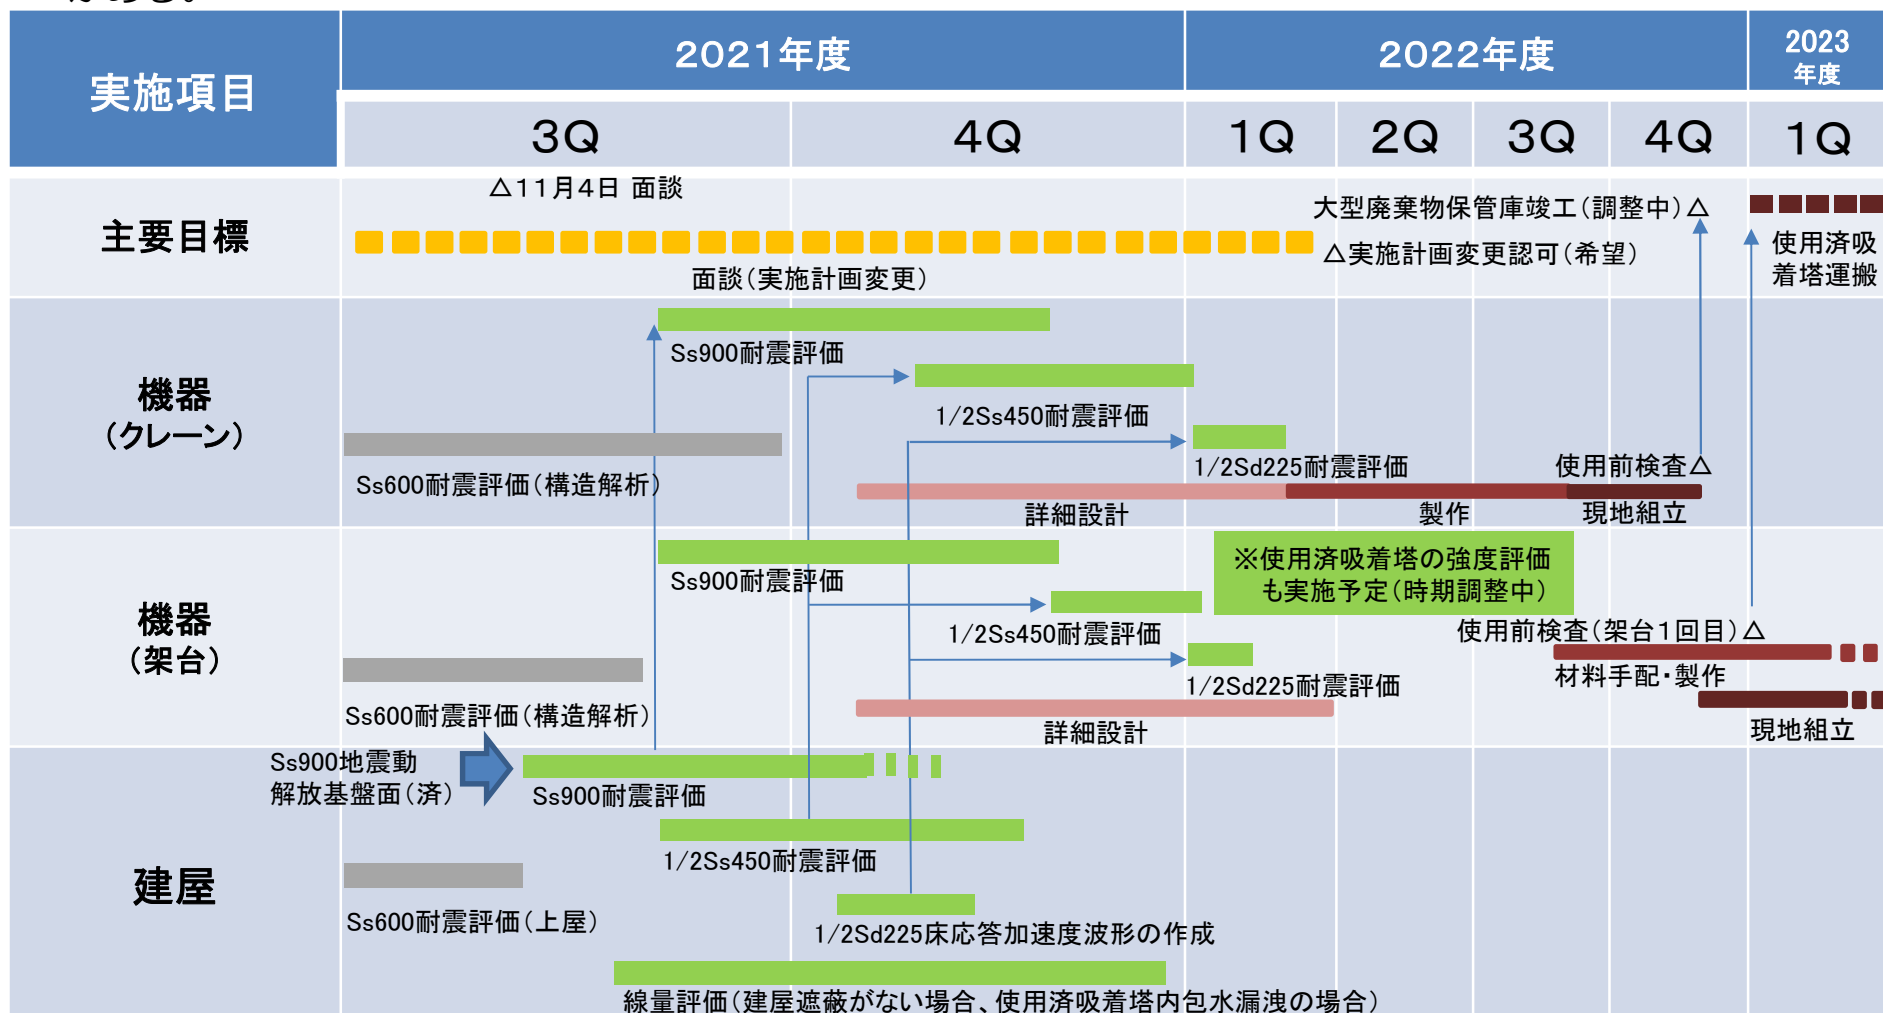 実施項目
2021年度
2022年度
2023
年度
3Q
4Q
1Q
2Q
3Q
4Q
1Q
主要目標
△11月4日 面談
大型廃棄物保管庫竣工(調整中)△
△実施計画変更認可(希望)
面談(実施計画変更)
使用済吸
着塔運搬
機器
(クレーン)
Ss900耐震評価
1/2Ss450耐震評価
1/2Sd225耐震評価
使用前検査△
Ss600耐震評価(構造解析)
詳細設計
製作
現地組立
機器
(架台)
Ss900耐震評価
※使用済吸着塔の強度評価
も実施予定(時期調整中)
1/2Ss450耐震評価
使用前検査(架台1回目)△
材料手配・製作
1/2Sd225耐震評価
Ss600耐震評価(構造解析)
詳細設計
現地組立
建屋
Ss900地震動
解放基盤面(済)
Ss900耐震評価
1/2Ss450耐震評価
Ss600耐震評価(上屋)
1/2Sd225床応答加速度波形の作成
線量評価(建屋遮蔽がない場合、使用済吸着塔内包水漏洩の場合)